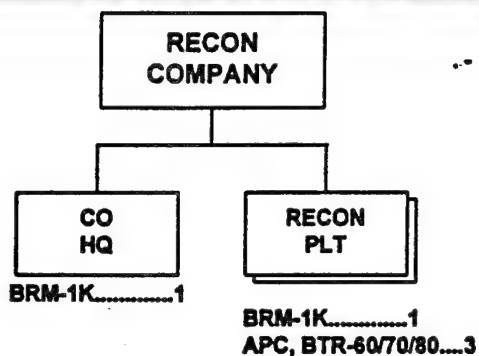 RECON
COMPANY
CO
HQ
BRM-1K..............1
RECON
PLT
BRM-1K..............1
APC, BTR-60/70/80....3